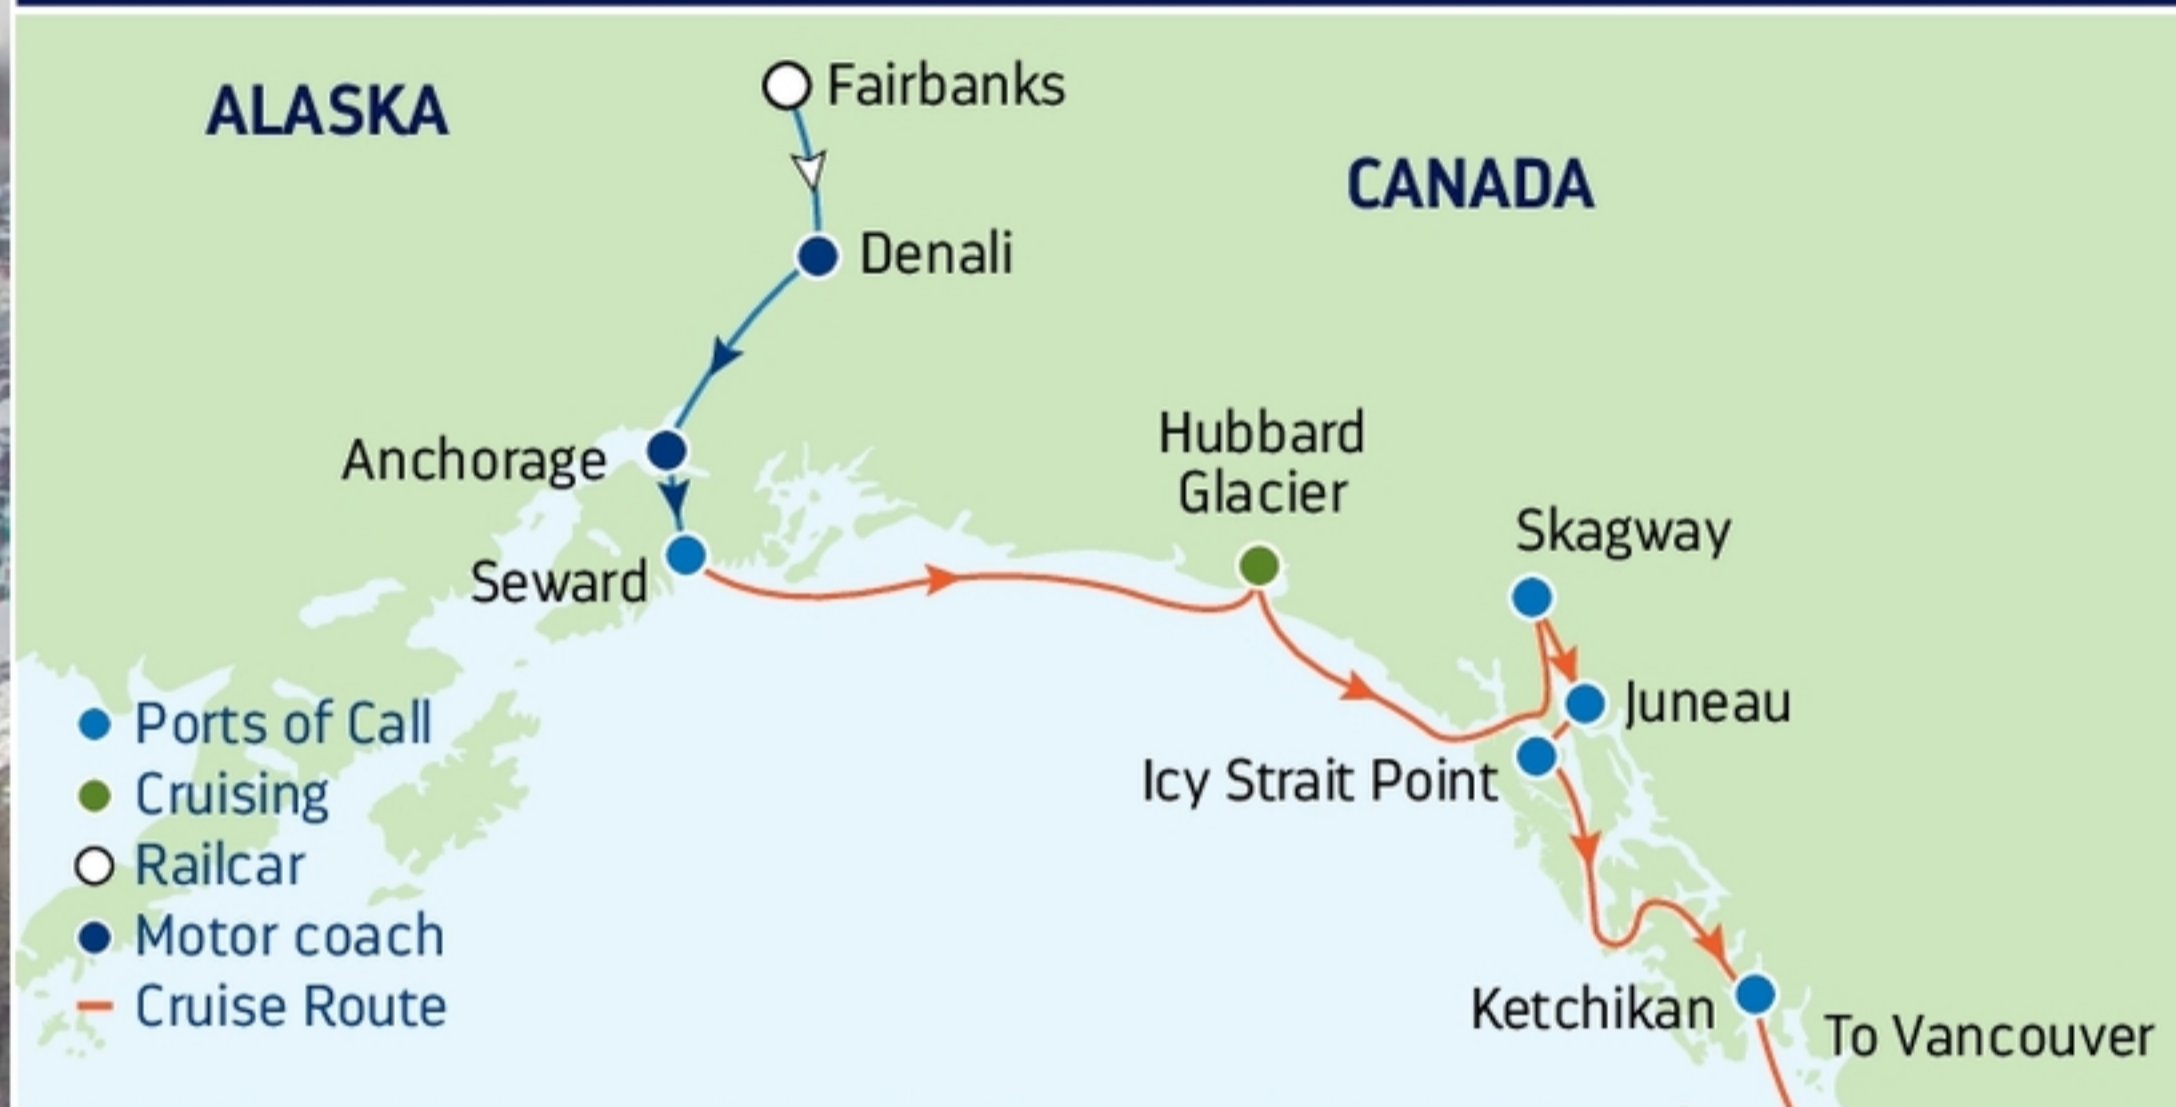 ALASKA
Fairbanks
CANADA
Denali
Anchorage
Hubbard
Glacier
Skagway
Seward
Juneau
Icy Strait Point
Ketchikan
To Vancouver
Ports of Call
Cruising
Railcar
Motor coach
Cruise Route